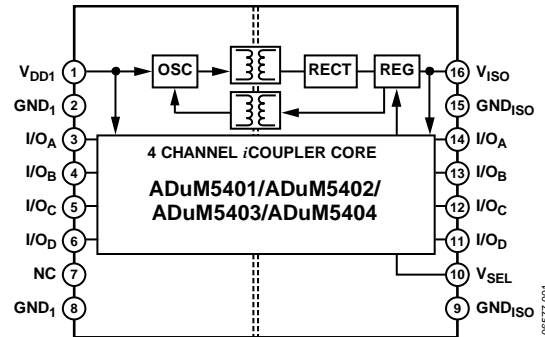 VDD1 1 OSC RECT REG 16 VISO
GND1 2 15 GNDISO
I/OA 3 14 I/OA
4 CHANNEL iCOUPLER CORE
I/OB 4 13 I/OB
ADuM5401/ADuM5402/
ADuM5403/ADuM5404
I/OC 5 12 I/OC
I/OD 6 11 I/OD
NC 7 10 VSEL
GND1 8 9 GNDISO
06577-001